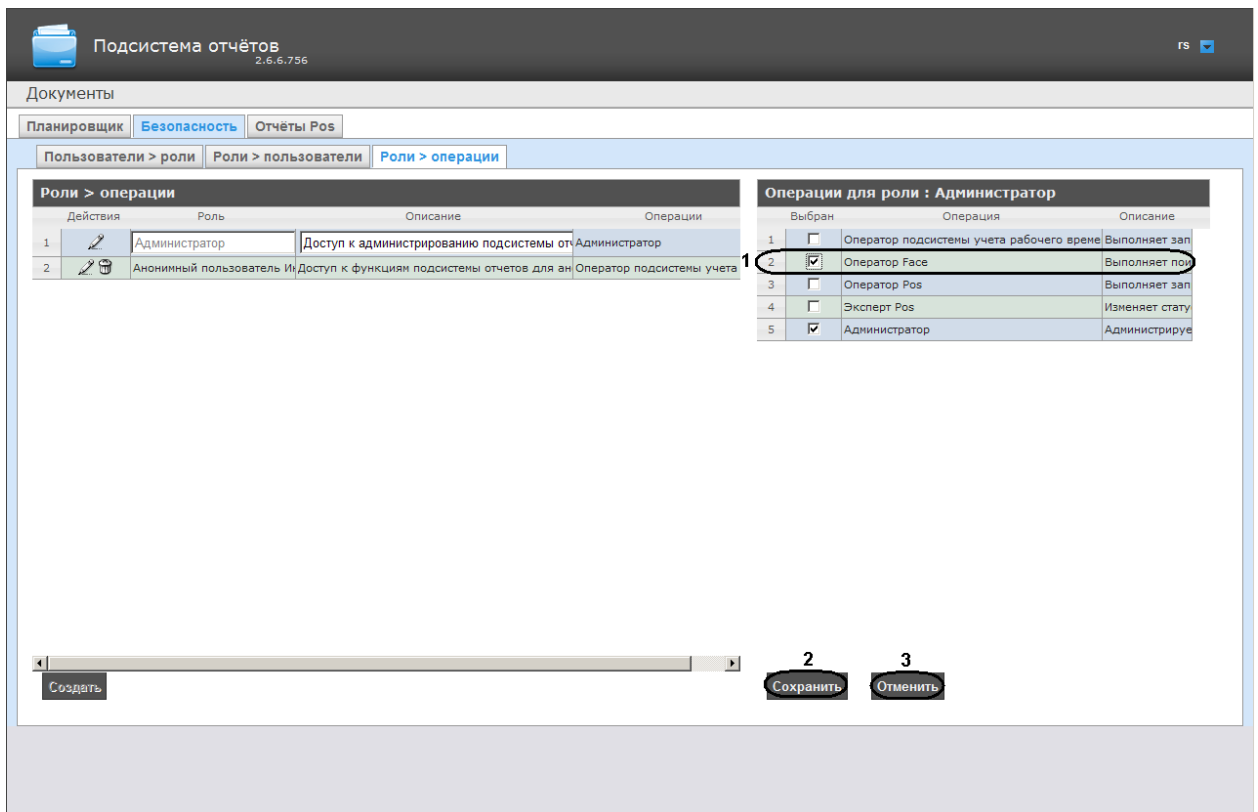 Подсистема отчётов
2.6.6.756
rs
Документы
Планировщик Безопасность Отчёты Pos
Пользователи > роли Роли > пользователи Роли > операции
Роли > операции
Действия Роль Описание Операции
1 Администратор Доступ к администрированию подсистемы от Администратор
2 Анонимный пользователь Ин Доступ к функциям подсистемы отчетов для ан Оператор подсистемы учета
Операции для роли : Администратор
Выбран Операция Описание
1 Оператор подсистемы учета рабочего време Выполняет зап
1
2 Оператор Face Выполняет пои
3 Оператор Pos Выполняет зап
4 Эксперт Pos Изменяет стату
5 Администратор Администрируе
Создать
2 3
Сохранить Отменить